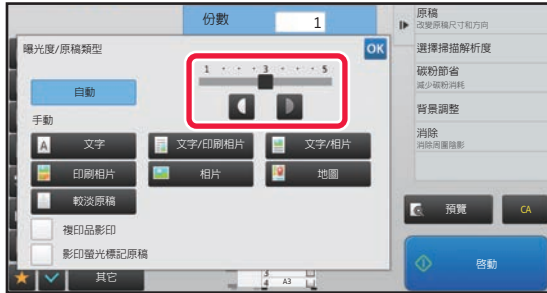 份數
1
曝光度/原稿類型
OK
1 · · · 3 · · · 5
自動
手動
A 文字
文字/印刷相片
文字/相片
印刷相片
相片
地圖
較淡原稿
複印品影印
影印螢光標記原稿
其它
3
4
A3
原稿
改變原稿尺寸和方向
選擇掃描解析度
碳粉節省
減少碳粉消耗
背景調整
消除
消除周圍陰影
預覽
CA
啓動